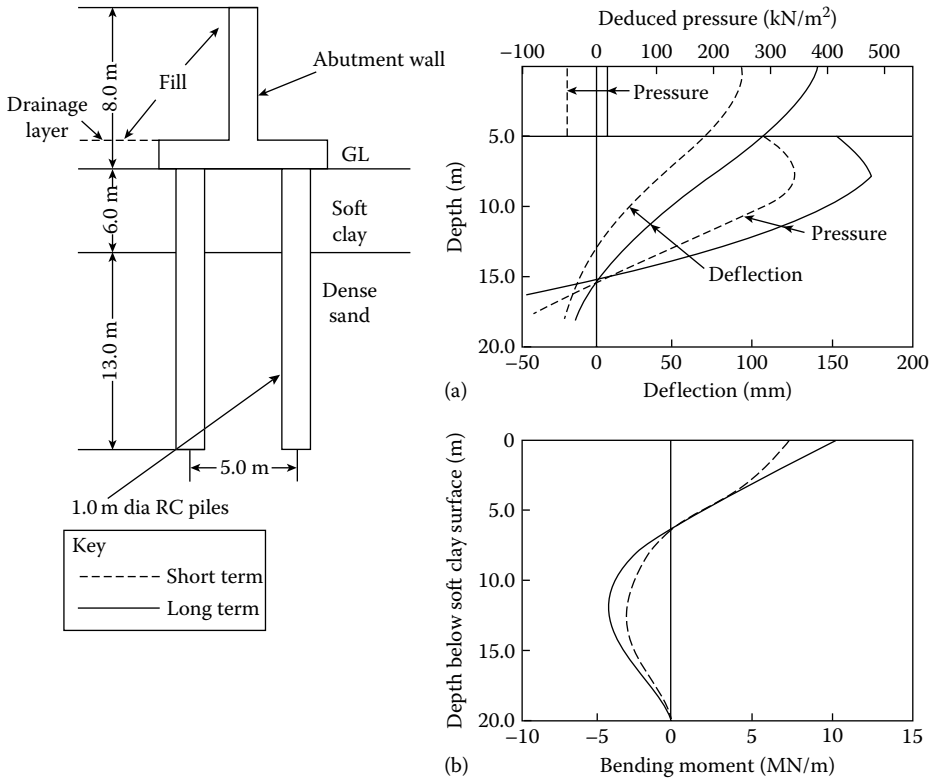 8.0 m
Fill
Abutment wall
Drainage
layer
GL
6.0 m
Soft
clay
Dense
sand
13.0 m
5.0 m
1.0 m dia RC piles
Key
Short term
Long term
Deduced pressure (kN/m²)
−100 0 100 200 300 400 500
Pressure
Depth (m)
5.0
10.0
15.0
20.0
Pressure
Deflection
−50 0 50 100 150 200
(a) Deflection (mm)
Depth below soft clay surface (m)
0
5.0
10.0
15.0
20.0
−10 −5 0 5 10 15
(b) Bending moment (MN/m)